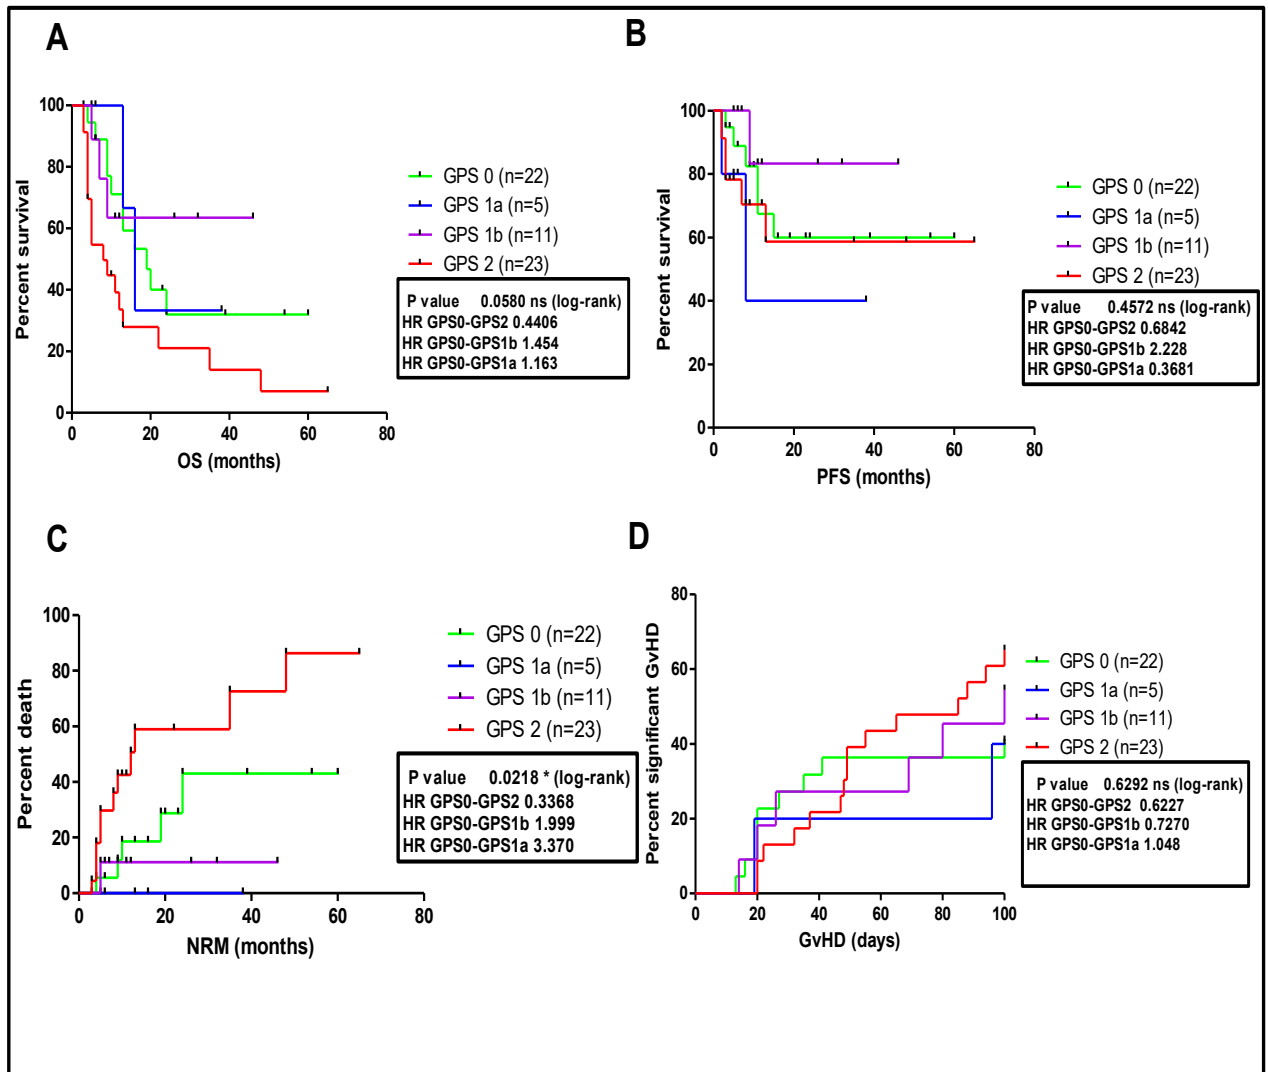 A
Percent survival
100
80
60
40
20
0
0 20 40 60 80
OS (months)
GPS 0 (n=22)
GPS 1a (n=5)
GPS 1b (n=11)
GPS 2 (n=23)
P value 0.0580 ns (log-rank)
HR GPS0-GPS2 0.4406
HR GPS0-GPS1b 1.454
HR GPS0-GPS1a 1.163
B
Percent survival
100
80
60
40
20
0
0 20 40 60 80
PFS (months)
GPS 0 (n=22)
GPS 1a (n=5)
GPS 1b (n=11)
GPS 2 (n=23)
P value 0.4572 ns (log-rank)
HR GPS0-GPS2 0.6842
HR GPS0-GPS1b 2.228
HR GPS0-GPS1a 0.3681
C
Percent death
100
80
60
40
20
0
0 20 40 60 80
NRM (months)
GPS 0 (n=22)
GPS 1a (n=5)
GPS 1b (n=11)
GPS 2 (n=23)
P value 0.0218 * (log-rank)
HR GPS0-GPS2 0.3368
HR GPS0-GPS1b 1.999
HR GPS0-GPS1a 3.370
D
Percent significant GvHD
80
60
40
20
0
0 20 40 60 80 100
GvHD (days)
GPS 0 (n=22)
GPS 1a (n=5)
GPS 1b (n=11)
GPS 2 (n=23)
P value 0.6292 ns (log-rank)
HR GPS0-GPS2 0.6227
HR GPS0-GPS1b 0.7270
HR GPS0-GPS1a 1.048